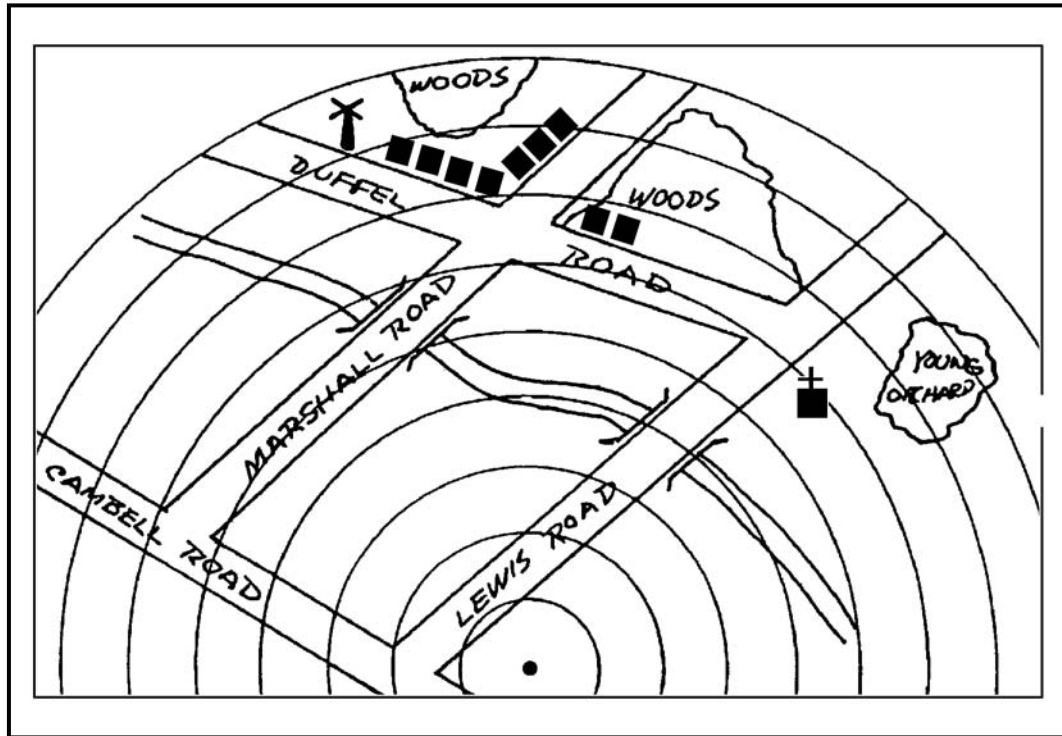 WOODS
DUFFEL
WOODS
ROAD
MARSHALL ROAD
YOUNG
ORCHARD
CAMBELL ROAD
LEWIS ROAD